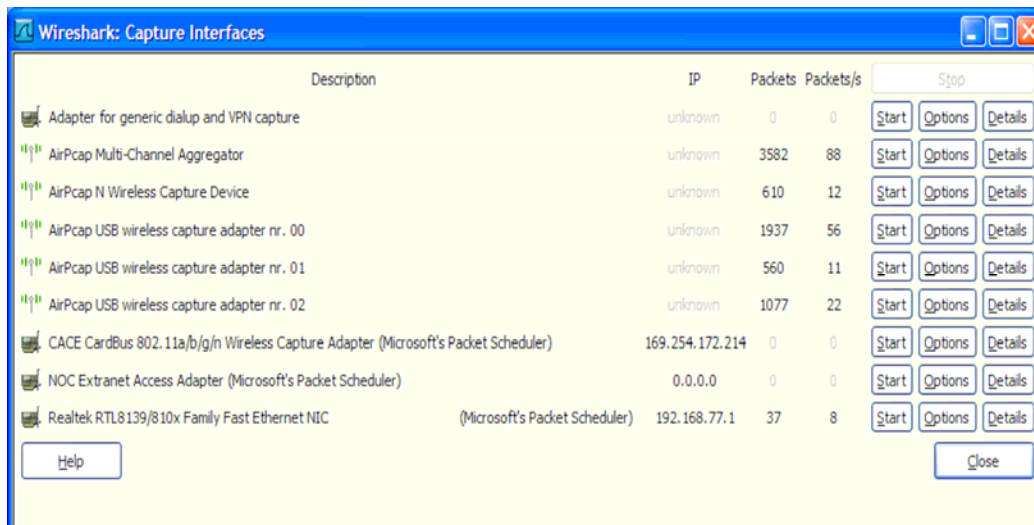 Wireshark: Capture Interfaces
Description IP Packets Packets/s Stop
Adapter for generic dialup and VPN capture unknown 0 0 Start Options Details
AirPcap Multi-Channel Aggregator unknown 3582 88 Start Options Details
AirPcap N Wireless Capture Device unknown 610 12 Start Options Details
AirPcap USB wireless capture adapter nr. 00 unknown 1937 56 Start Options Details
AirPcap USB wireless capture adapter nr. 01 unknown 560 11 Start Options Details
AirPcap USB wireless capture adapter nr. 02 unknown 1077 22 Start Options Details
CACE CardBus 802.11a/b/g/n Wireless Capture Adapter (Microsoft's Packet Scheduler) 169.254.172.214 0 0 Start Options Details
NOC Extranet Access Adapter (Microsoft's Packet Scheduler) 0.0.0.0 0 0 Start Options Details
Realtek RTL8139/810x Family Fast Ethernet NIC (Microsoft's Packet Scheduler) 192.168.77.1 37 8 Start Options Details
Help Close